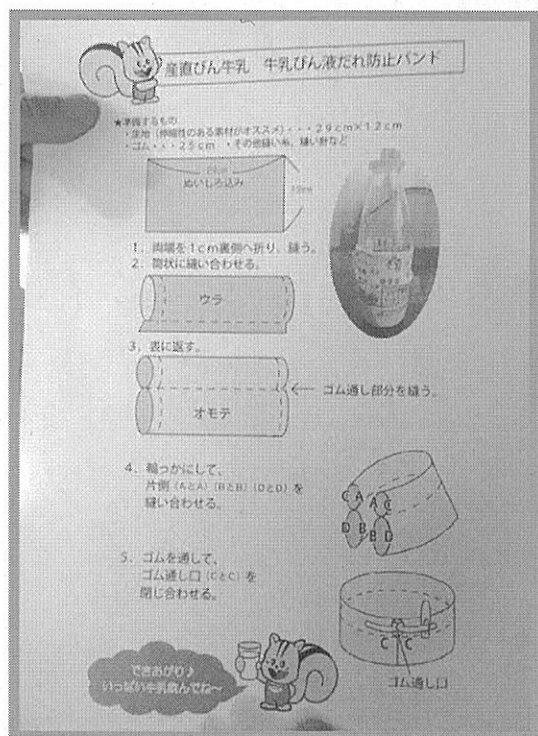 産直びん牛乳 牛乳びん液だれ防止バンド
★準備するもの
・生地(伸縮性のある素材がオススメ)・・・29cm×12cm
・ゴム・・・25cm ・その他縫い糸、縫い針など
ぬいしろ込み
1. 両端を1cm裏側へ折り、縫う。
2. 筒状に縫い合わせる。
ウラ
3. 表に返す。
ゴム通し部分を縫う。
オモテ
4. 輪っかにして、
片側(AとA)(BとB)(DとD)を
縫い合わせる。
C A A C
D B B D
5. ゴムを通して、
ゴム通し口(CとC)を
閉じ合わせる。
C C
ゴム通し口
できあがり♪
いっぱい牛乳飲んでね～